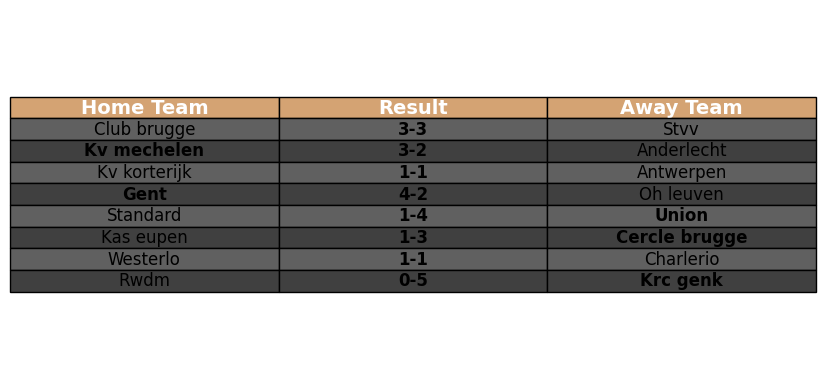 Home Team Result Away Team
Club brugge 3-3 Stvv
Kv mechelen 3-2 Anderlecht
Kv korterijk 1-1 Antwerpen
Gent 4-2 Oh leuven
Standard 1-4 Union
Kas eupen 1-3 Cercle brugge
Westerlo 1-1 Charlerio
Rwdm 0-5 Krc genk